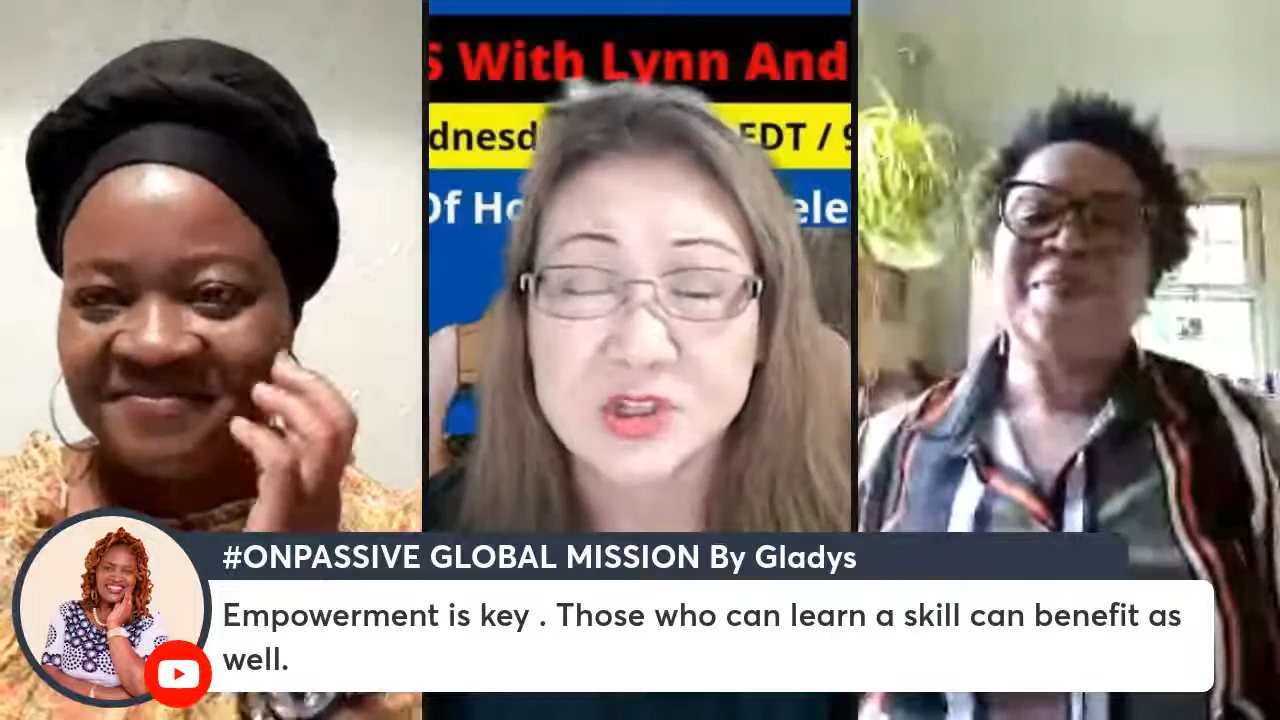 S With Lynn And
dnesd EDT / 9
Of Ho ele
#ONPASSIVE GLOBAL MISSION By Gladys
Empowerment is key . Those who can learn a skill can benefit as
well.